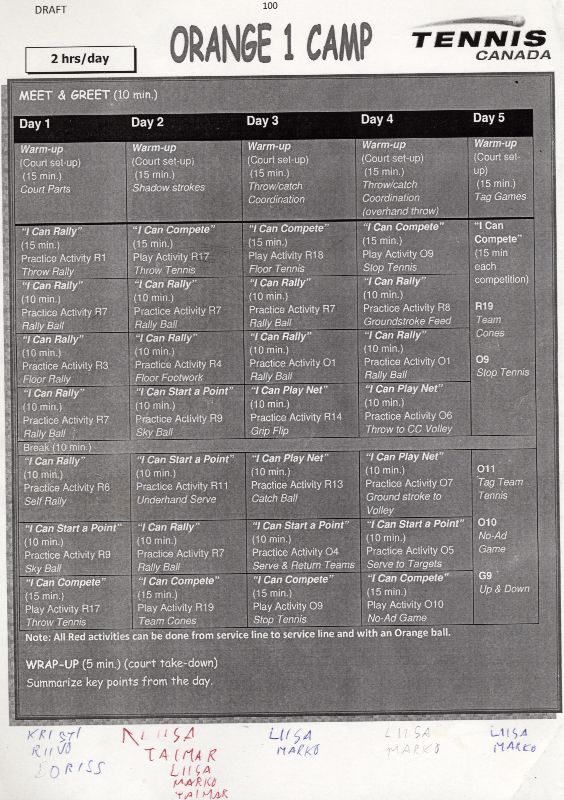 DRAFT
100
2 hrs/day
ORANGE 1 CAMP
TENNIS
CANADA
MEET & GREET (10 min.)
Day 1
Day 2
Day 3
Day 4
Day 5
Warm-up
(Court set-up)
(15 min.)
Court Parts
Warm-up
(Court set-up)
(15 min.)
Shadow strokes
Warm-up
(Court set-up)
(15 min.)
Throw/catch
Coordination
Warm-up
(Court set-up)
(15 min.)
Throw/catch
Coordination
(overhand throw)
Warm-up
(Court set-
up)
(15 min.)
Tag Games
"I Can Rally"
(15 min.)
Practice Activity R1
Throw Rally
"I Can Compete"
(15 min.)
Play Activity R17
Throw Tennis
"I Can Compete"
(15 min.)
Play Activity R18
Floor Tennis
"I Can Compete"
(15 min.)
Play Activity O9
Stop Tennis
"I Can
Compete"
(15 min
each
competition)
R19
Team
Cones
O9
Stop Tennis
"I Can Rally"
(10 min.)
Practice Activity R7
Rally Ball
"I Can Rally"
(10 min.)
Practice Activity R7
Rally Ball
"I Can Rally"
(10 min.)
Practice Activity R7
Rally Ball
"I Can Rally"
(10 min.)
Practice Activity R8
Groundstroke Feed
"I Can Rally"
(10 min.)
Practice Activity R3
Floor Rally
"I Can Rally"
(10 min.)
Practice Activity R4
Floor Footwork
"I Can Rally"
(10 min.)
Practice Activity O1
Rally Ball
"I Can Rally"
(10 min.)
Practice Activity O1
Rally Ball
"I Can Rally"
(10 min.)
Practice Activity R7
Rally Ball
"I Can Start a Point"
(10 min.)
Practice Activity R9
Sky Ball
"I Can Play Net"
(10 min.)
Practice Activity R14
Grip Flip
"I Can Play Net"
(10 min.)
Practice Activity O6
Throw to CC Volley
Break (10 min.)
"I Can Rally"
(10 min.)
Practice Activity R6
Self Rally
"I Can Start a Point"
(10 min.)
Practice Activity R11
Underhand Serve
"I Can Play Net"
(10 min.)
Practice Activity R13
Catch Ball
"I Can Play Net"
(10 min.)
Practice Activity O7
Ground stroke to
Volley
O11
Tag Team
Tennis
O10
No-Ad
Game
G9
Up & Down
"I Can Start a Point"
(10 min.)
Practice Activity R9
Sky Ball
"I Can Rally"
(10 min.)
Practice Activity R7
Rally Ball
"I Can Start a Point"
(10 min.)
Practice Activity O4
Serve & Return Teams
"I Can Start a Point"
(10 min.)
Practice Activity O5
Serve to Targets
"I Can Compete"
(15 min.)
Play Activity R17
Throw Tennis
"I Can Compete"
(15 min.)
Play Activity R19
Team Cones
"I Can Compete"
(15 min.)
Play Activity O9
Stop Tennis
"I Can Compete"
(15 min.)
Play Activity O10
No-Ad Game
Note: All Red activities can be done from service line to service line and with an Orange ball.
WRAP-UP (5 min.) (court take-down)
Summarize key points from the day.
KRISTI
RIIVO
DORISS
LIISA
TAIMAR
LIISA
MARKO
TAIMAR
LIISA
MARKO
LIISA
MARKO
LIISA
MARKO